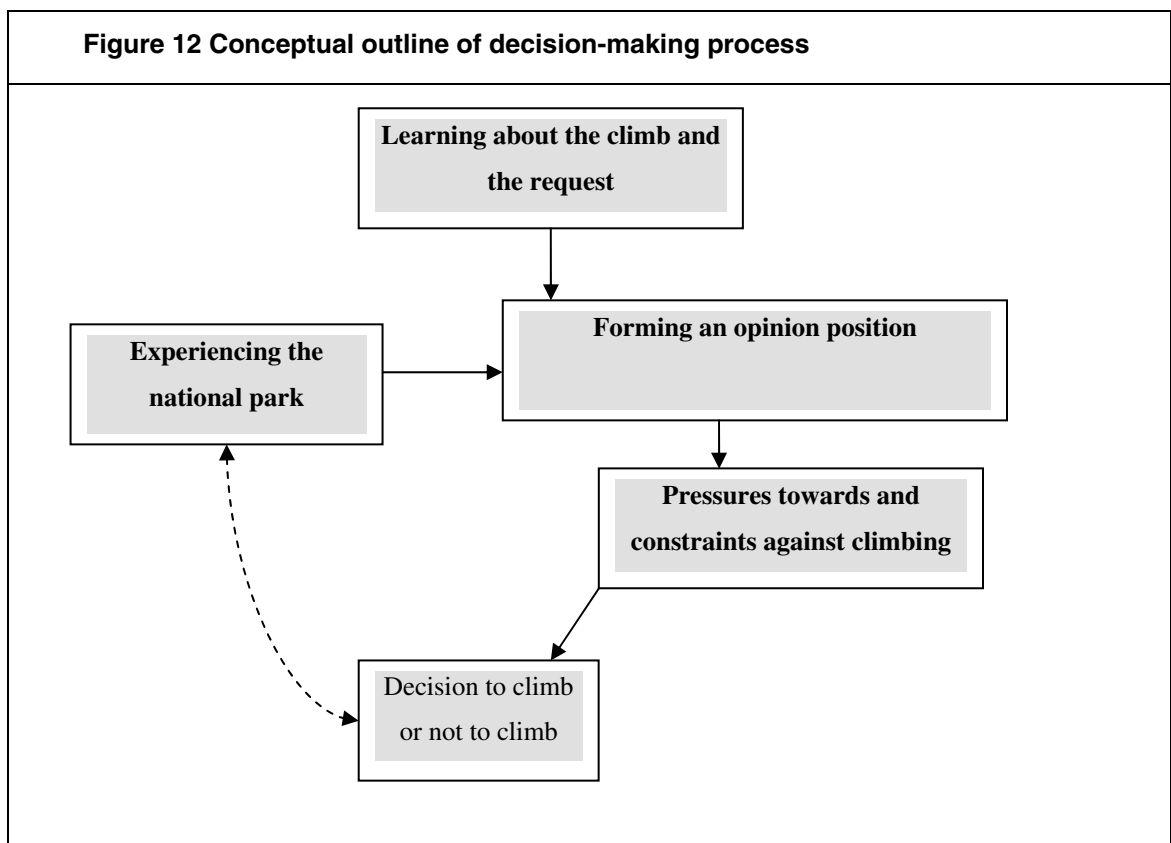 Figure 12 Conceptual outline of decision-making process
Learning about the climb and
the request
Forming an opinion position
Experiencing the
national park
Pressures towards and
constraints against climbing
Decision to climb
or not to climb